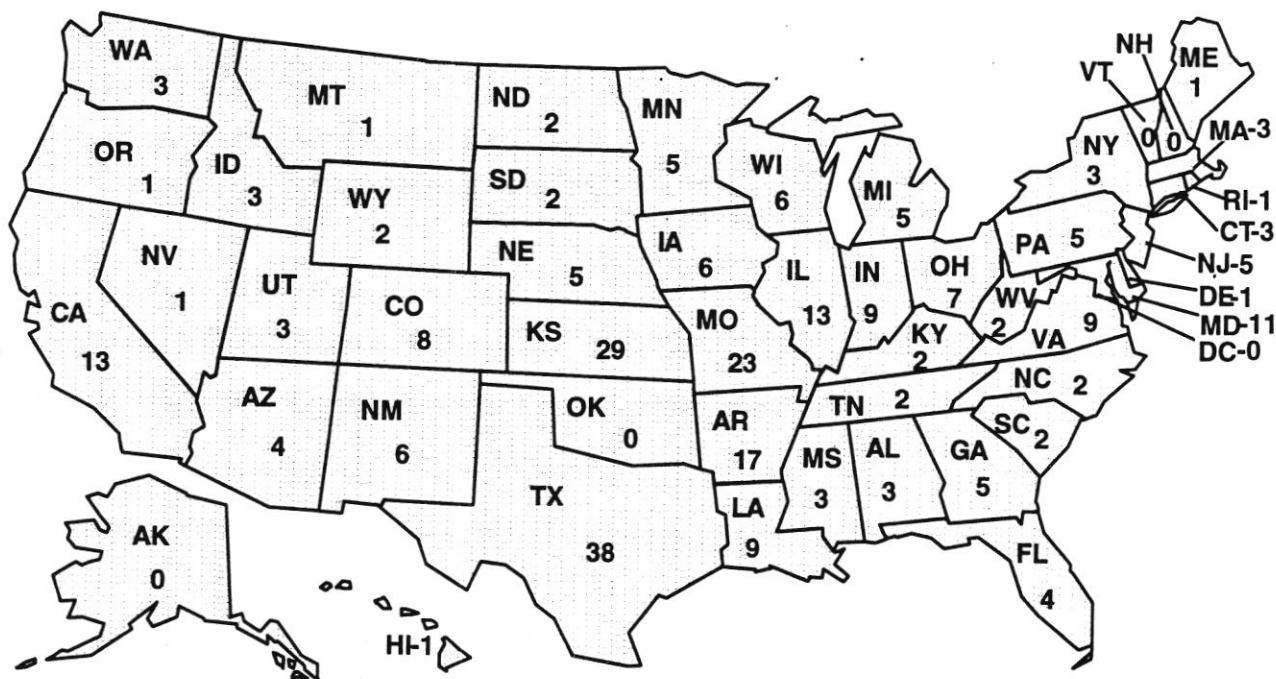 WA
3
MT
1
ND
2
MN
5
NH
VT
ME
1
OR
1
ID
3
SD
2
WI
6
MI
5
NY
3
0
0
MA-3
RI-1
CT-3
WY
2
NE
5
IA
6
PA 5
NJ-5
DE-1
MD-11
DC-0
NV
1
UT
3
CO
8
KS 29
MO
23
IL
13
IN
9
OH
7
WV
2
VA 9
KY
2
CA
13
AZ
4
NM
6
OK
0
AR
17
TN 2
NC 2
SC 2
MS
3
AL
3
GA
5
TX
38
LA
9
FL
4
AK
0
HI-1